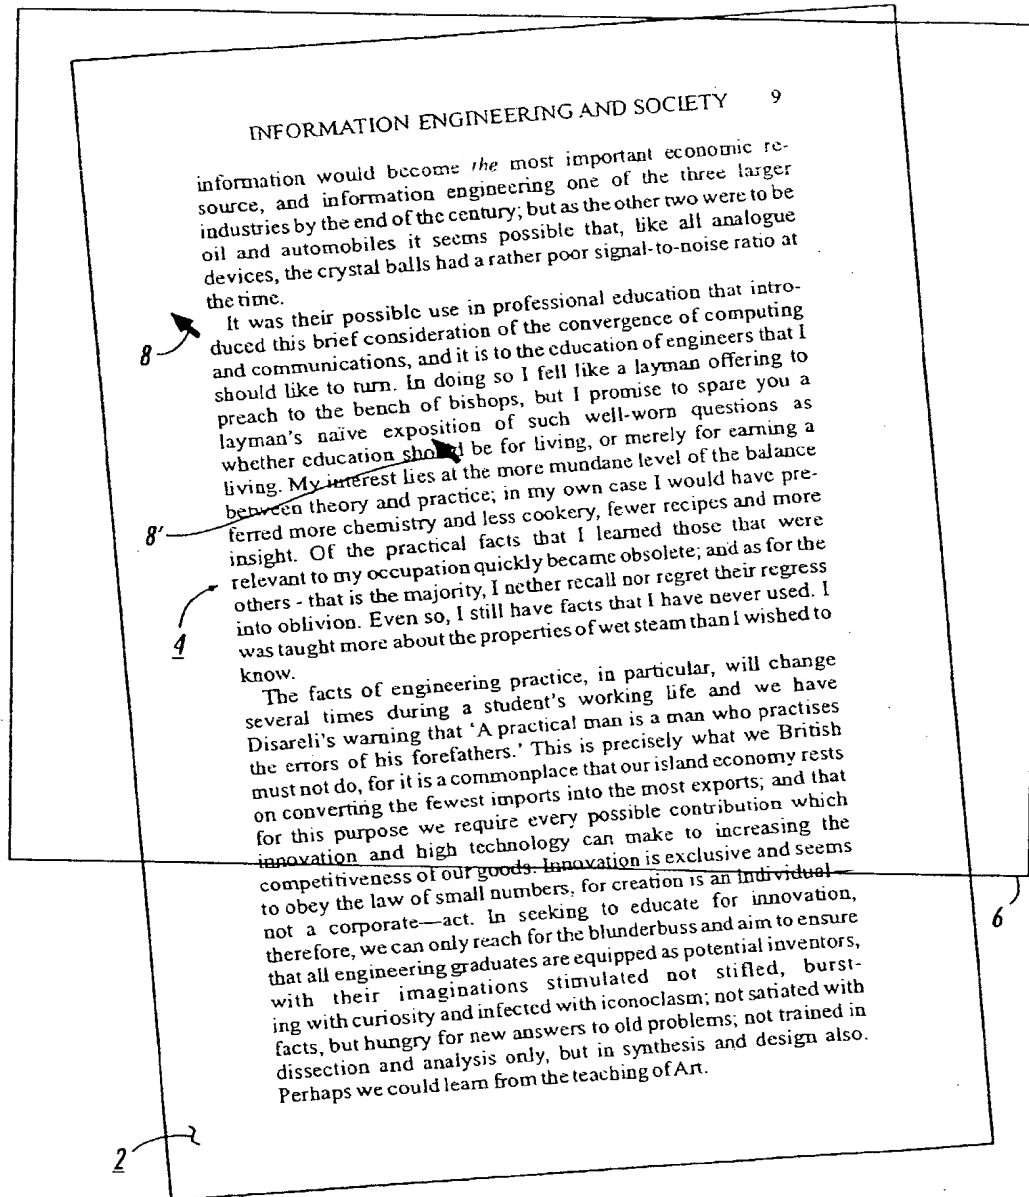 INFORMATION ENGINEERING AND SOCIETY 9
information would become the most important economic re-
source, and information engineering one of the three larger
industries by the end of the century; but as the other two were to be
oil and automobiles it seems possible that, like all analogue
devices, the crystal balls had a rather poor signal-to-noise ratio at
the time.
It was their possible use in professional education that intro-
duced this brief consideration of the convergence of computing
and communications, and it is to the education of engineers that I
should like to turn. In doing so I fell like a layman offering to
preach to the bench of bishops, but I promise to spare you a
layman's naïve exposition of such well-worn questions as
whether education should be for living, or merely for earning a
living. My interest lies at the more mundane level of the balance
between theory and practice; in my own case I would have pre-
ferred more chemistry and less cookery, fewer recipes and more
insight. Of the practical facts that I learned those that were
relevant to my occupation quickly became obsolete; and as for the
others - that is the majority, I nether recall nor regret their regress
into oblivion. Even so, I still have facts that I have never used. I
was taught more about the properties of wet steam than I wished to
know.
The facts of engineering practice, in particular, will change
several times during a student's working life and we have
Disareli's warning that 'A practical man is a man who practises
the errors of his forefathers.' This is precisely what we British
must not do, for it is a commonplace that our island economy rests
on converting the fewest imports into the most exports; and that
for this purpose we require every possible contribution which
innovation and high technology can make to increasing the
competitiveness of our goods. Innovation is exclusive and seems
to obey the law of small numbers, for creation is an individual—
not a corporate—act. In seeking to educate for innovation,
therefore, we can only reach for the blunderbuss and aim to ensure
that all engineering graduates are equipped as potential inventors,
with their imaginations stimulated not stifled, burst-
ing with curiosity and infected with iconoclasm; not satiated with
facts, but hungry for new answers to old problems; not trained in
dissection and analysis only, but in synthesis and design also.
Perhaps we could learn from the teaching of Art.
8
8'
4
6
2